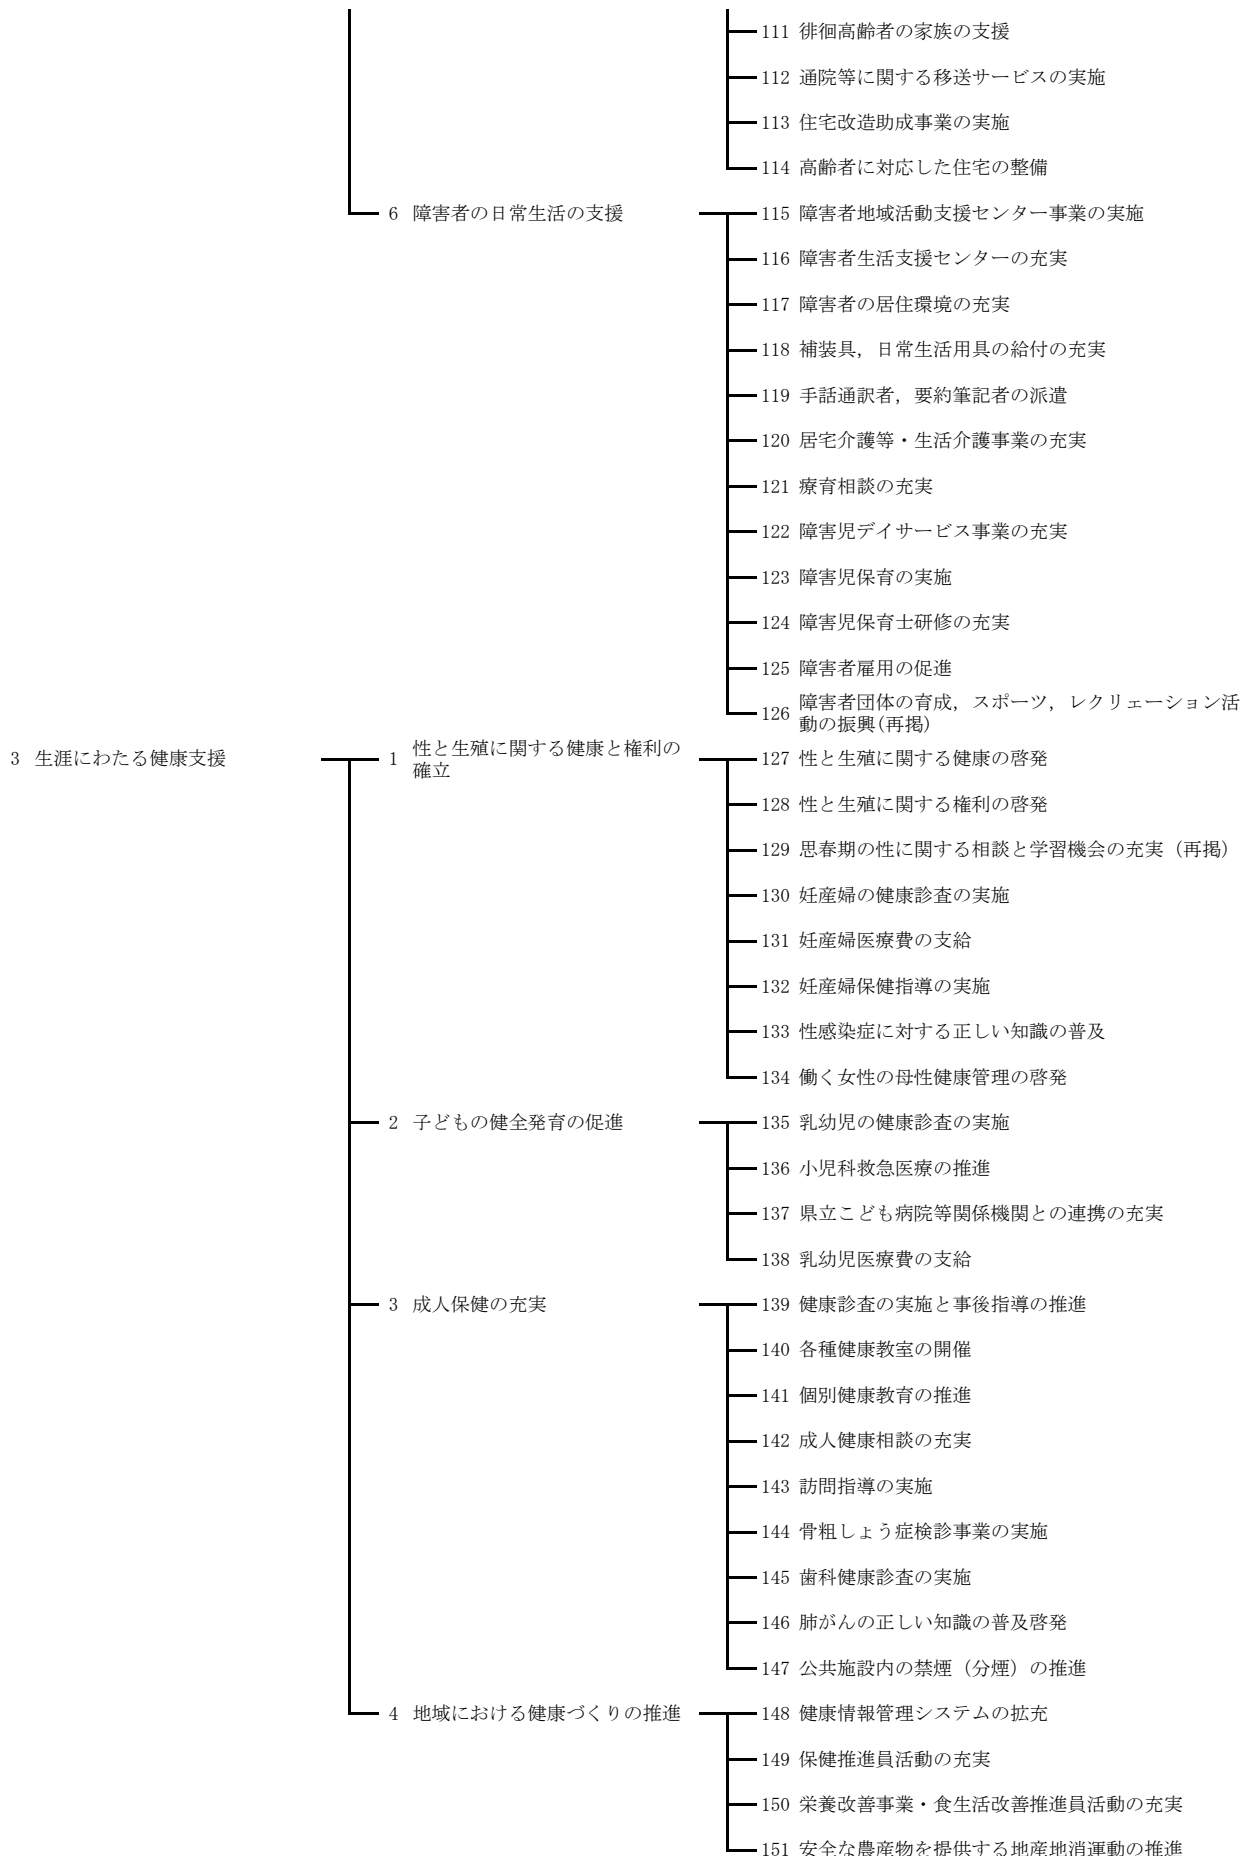 111 徘徊高齢者の家族の支援
112 通院等に関する移送サービスの実施
113 住宅改造助成事業の実施
114 高齢者に対応した住宅の整備
6 障害者の日常生活の支援
115 障害者地域活動支援センター事業の実施
116 障害者生活支援センターの充実
117 障害者の居住環境の充実
118 補装具，日常生活用具の給付の充実
119 手話通訳者，要約筆記者の派遣
120 居宅介護等・生活介護事業の充実
121 療育相談の充実
122 障害児デイサービス事業の充実
123 障害児保育の実施
124 障害児保育士研修の充実
125 障害者雇用の促進
126 障害者団体の育成，スポーツ，レクリェーション活
動の振興(再掲)
3 生涯にわたる健康支援
1 性と生殖に関する健康と権利の
確立
127 性と生殖に関する健康の啓発
128 性と生殖に関する権利の啓発
129 思春期の性に関する相談と学習機会の充実（再掲）
130 妊産婦の健康診査の実施
131 妊産婦医療費の支給
132 妊産婦保健指導の実施
133 性感染症に対する正しい知識の普及
134 働く女性の母性健康管理の啓発
2 子どもの健全発育の促進
135 乳幼児の健康診査の実施
136 小児科救急医療の推進
137 県立こども病院等関係機関との連携の充実
138 乳幼児医療費の支給
3 成人保健の充実
139 健康診査の実施と事後指導の推進
140 各種健康教室の開催
141 個別健康教育の推進
142 成人健康相談の充実
143 訪問指導の実施
144 骨粗しょう症検診事業の実施
145 歯科健康診査の実施
146 肺がんの正しい知識の普及啓発
147 公共施設内の禁煙（分煙）の推進
4 地域における健康づくりの推進
148 健康情報管理システムの拡充
149 保健推進員活動の充実
150 栄養改善事業・食生活改善推進員活動の充実
151 安全な農産物を提供する地産地消運動の推進